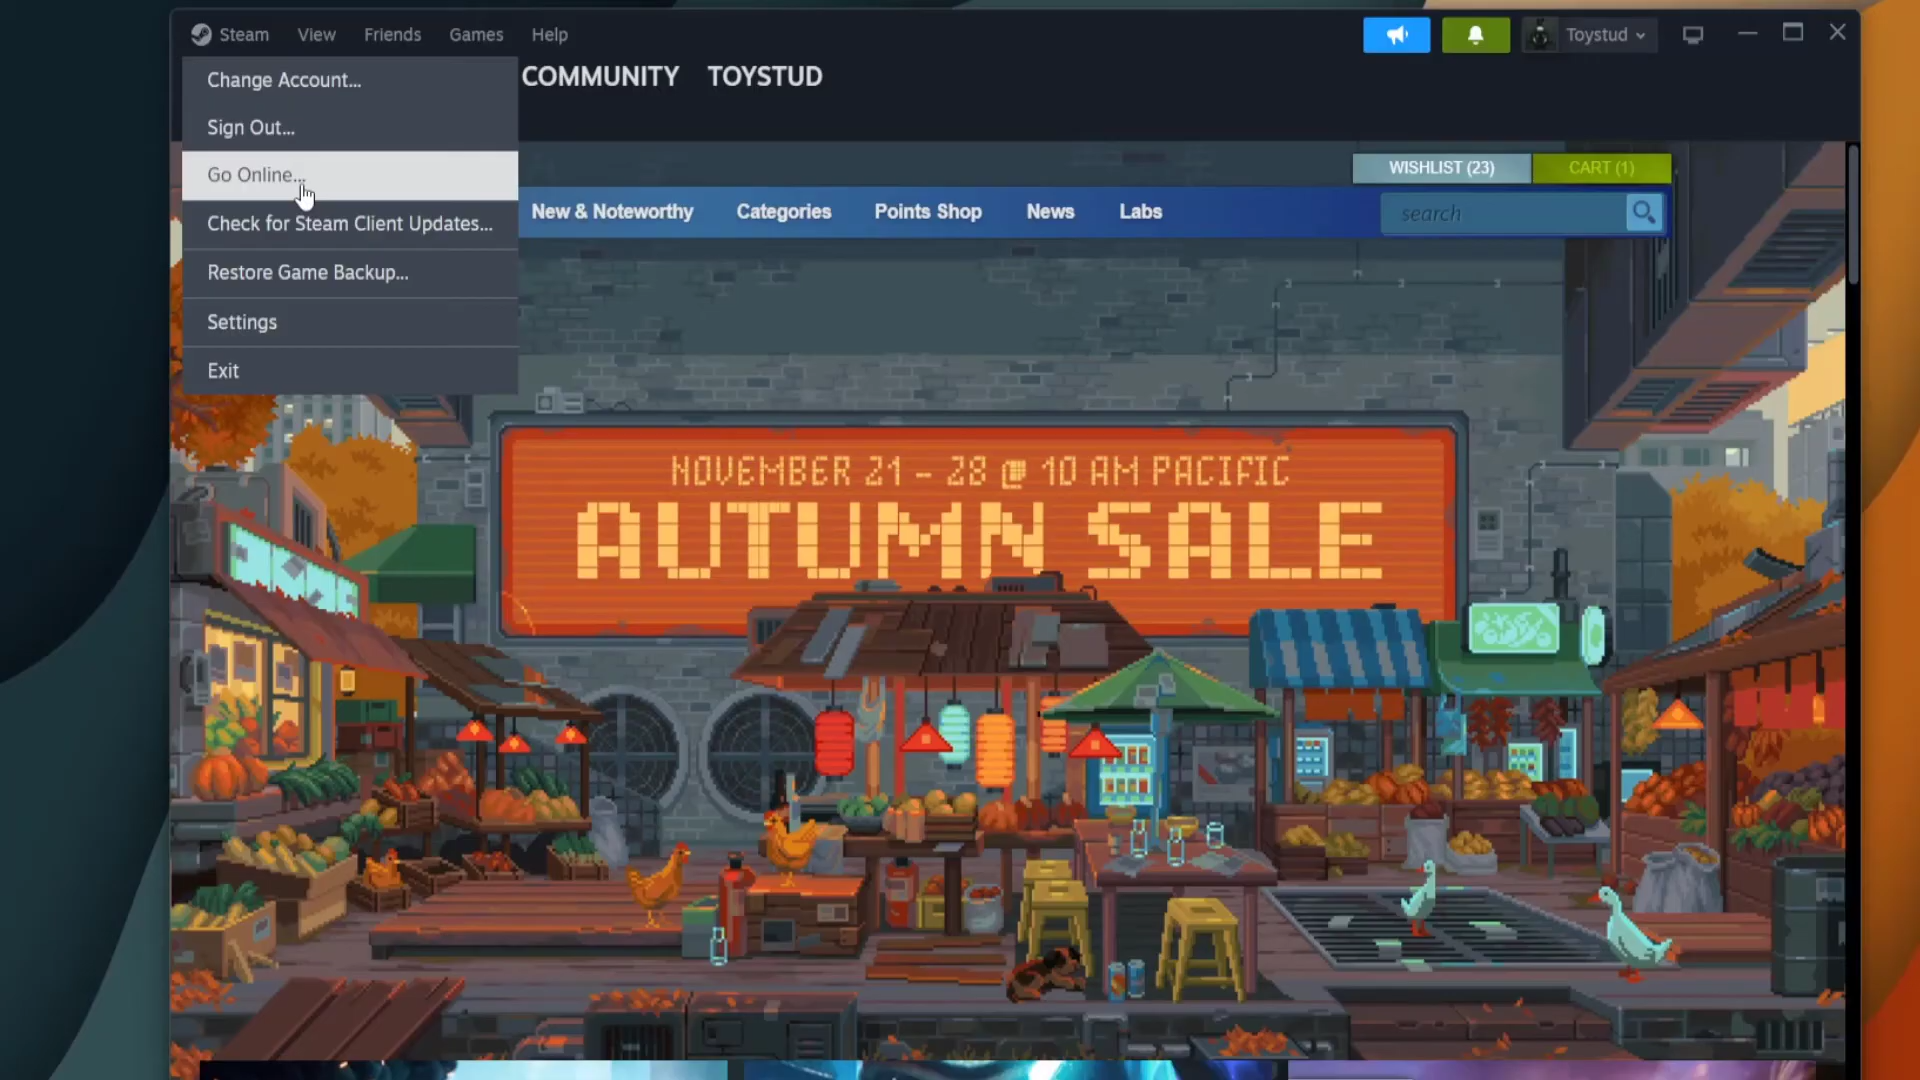 Steam View Friends Games Help Toystud
Change Account...
Sign Out...
Go Online...
Check for Steam Client Updates...
Restore Game Backup...
Settings
Exit
COMMUNITY TOYSTUD
WISHLIST (23) CART (1)
New & Noteworthy Categories Points Shop News Labs search
NOVEMBER 21 - 28 @ 10 AM PACIFIC
AUTUMN SALE